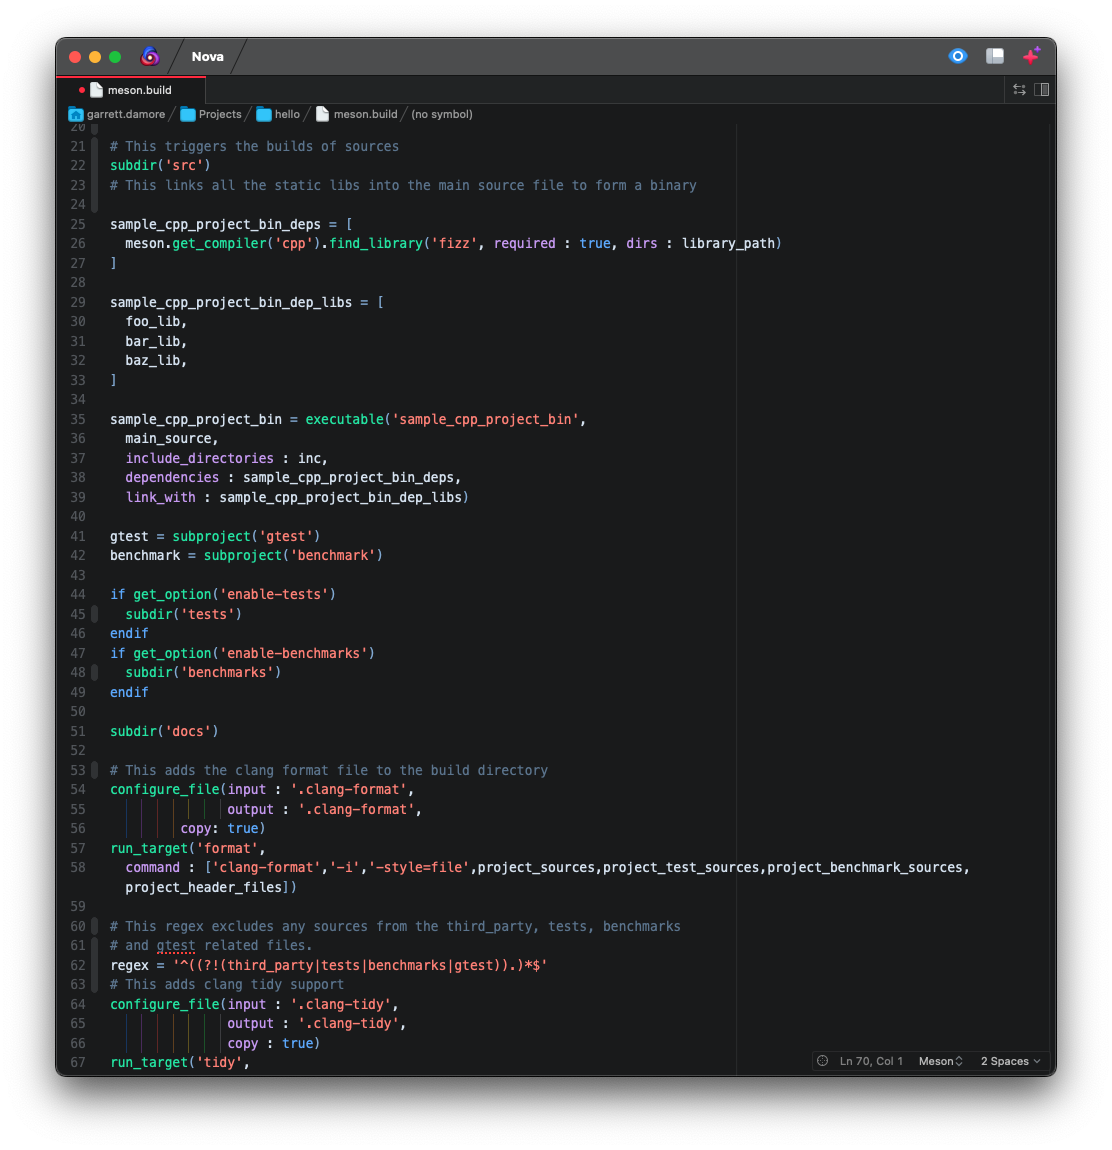 Nova
meson.build
garrett.damore Projects hello meson.build (no symbol)
20
21 # This triggers the builds of sources
22 subdir('src')
23 # This links all the static libs into the main source file to form a binary
24
25 sample_cpp_project_bin_deps = [
26   meson.get_compiler('cpp').find_library('fizz', required : true, dirs : library_path)
27 ]
28
29 sample_cpp_project_bin_dep_libs = [
30   foo_lib,
31   bar_lib,
32   baz_lib,
33 ]
34
35 sample_cpp_project_bin = executable('sample_cpp_project_bin',
36   main_source,
37   include_directories : inc,
38   dependencies : sample_cpp_project_bin_deps,
39   link_with : sample_cpp_project_bin_dep_libs)
40
41 gtest = subproject('gtest')
42 benchmark = subproject('benchmark')
43
44 if get_option('enable-tests')
45   subdir('tests')
46 endif
47 if get_option('enable-benchmarks')
48   subdir('benchmarks')
49 endif
50
51 subdir('docs')
52
53 # This adds the clang format file to the build directory
54 configure_file(input : '.clang-format',
55                output : '.clang-format',
56          copy: true)
57 run_target('format',
58   command : ['clang-format','-i','-style=file',project_sources,project_test_sources,project_benchmark_sources,
  project_header_files])
59
60 # This regex excludes any sources from the third_party, tests, benchmarks
61 # and gtest related files.
62 regex = '^((?!(third_party|tests|benchmarks|gtest)).)*$'
63 # This adds clang tidy support
64 configure_file(input : '.clang-tidy',
65                output : '.clang-tidy',
66                copy : true)
67 run_target('tidy',
Ln 70, Col 1 Meson 2 Spaces